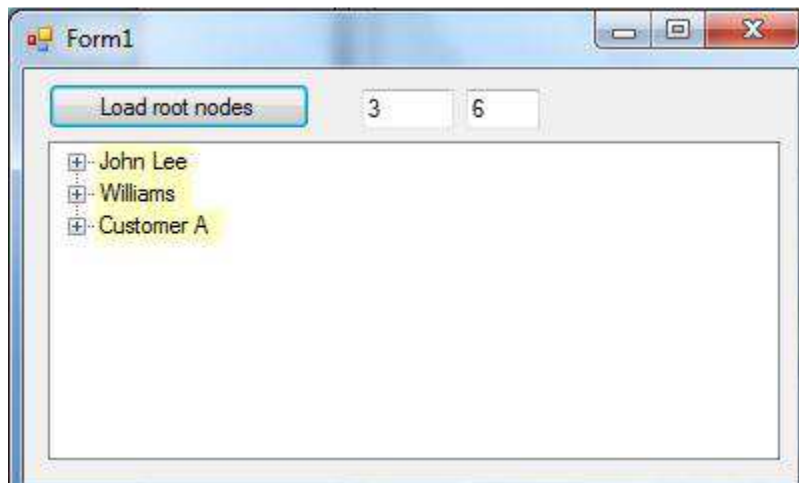 Form1
Load root nodes 3 6
John Lee
Williams
Customer A